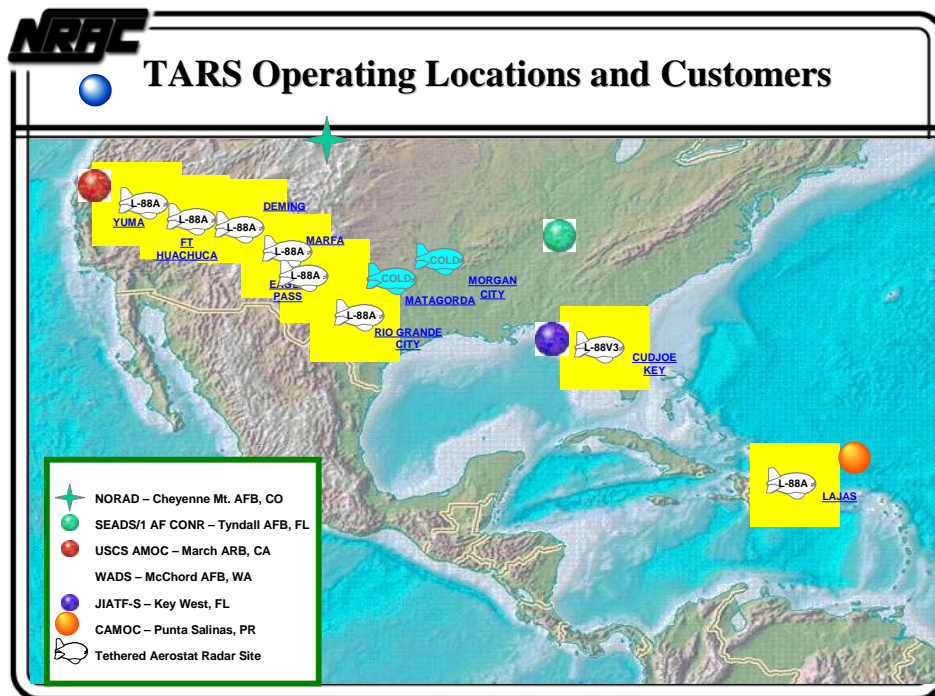 NRAC
TARS Operating Locations and Customers
L-88A
YUMA
L-88A
FT
HUACHUCA
L-88A
DEMING
L-88A
MARFA
L-88A
EAGLE
PASS
COLD
MATAGORDA
COLD
MORGAN
CITY
L-88A
RIO GRANDE
CITY
L-88V3
CUDJOE
KEY
L-88A
LAJAS
NORAD – Cheyenne Mt. AFB, CO
SEADS/1 AF CONR – Tyndall AFB, FL
USCS AMOC – March ARB, CA
WADS – McChord AFB, WA
JIATF-S – Key West, FL
CAMOC – Punta Salinas, PR
Tethered Aerostat Radar Site